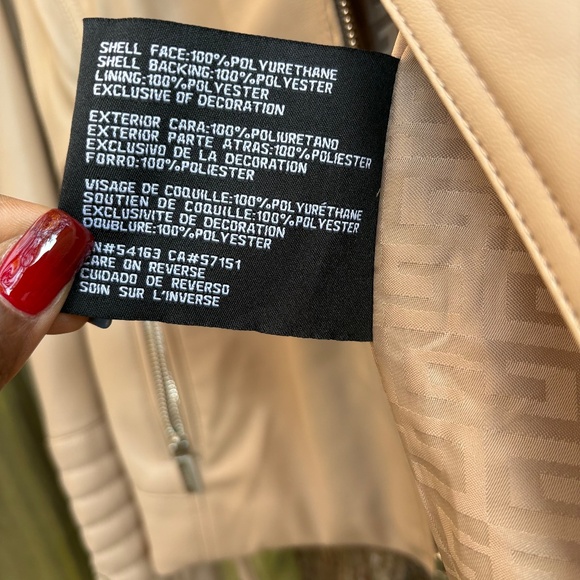 SHELL FACE:100%POLYURETHANE
SHELL BACKING:100%POLYESTER
LINING:100%POLYESTER
EXCLUSIVE OF DECORATION
EXTERIOR CARA:100%POLIURETANO
EXTERIOR PARTE ATRAS:100%POLIESTER
EXCLUSIVO DE LA DECORATION
FORRO:100%POLIESTER
VISAGE DE COQUILLE:100%POLYURÉTHANE
SOUTIEN DE COQUILLE:100%POLYESTER
EXCLUSIVITE DE DECORATION
DOUBLURE:100%POLYESTER
N#54163 CA#57151
CARE ON REVERSE
CUIDADO DE REVERSO
SOIN SUR L'INVERSE